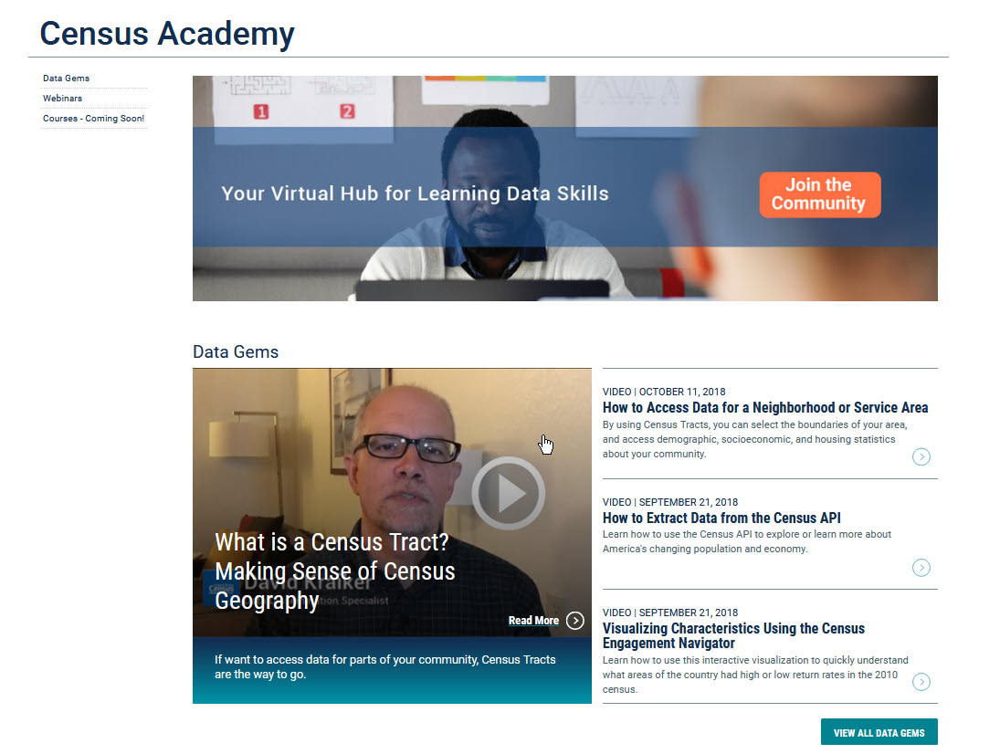 Census Academy
Data Gems
Webinars
Courses - Coming Soon!
1
2
Your Virtual Hub for Learning Data Skills
Join the
Community
Data Gems
What is a Census Tract?
Making Sense of Census
Geography
David Kraiker
tion Specialist
Census
Read More
If want to access data for parts of your community, Census Tracts
are the way to go.
VIDEO | OCTOBER 11, 2018
How to Access Data for a Neighborhood or Service Area
By using Census Tracts, you can select the boundaries of your area,
and access demographic, socioeconomic, and housing statistics
about your community.
VIDEO | SEPTEMBER 21, 2018
How to Extract Data from the Census API
Learn how to use the Census API to explore or learn more about
America's changing population and economy.
VIDEO | SEPTEMBER 21, 2018
Visualizing Characteristics Using the Census
Engagement Navigator
Learn how to use this interactive visualization to quickly understand
what areas of the country had high or low return rates in the 2010
census.
VIEW ALL DATA GEMS